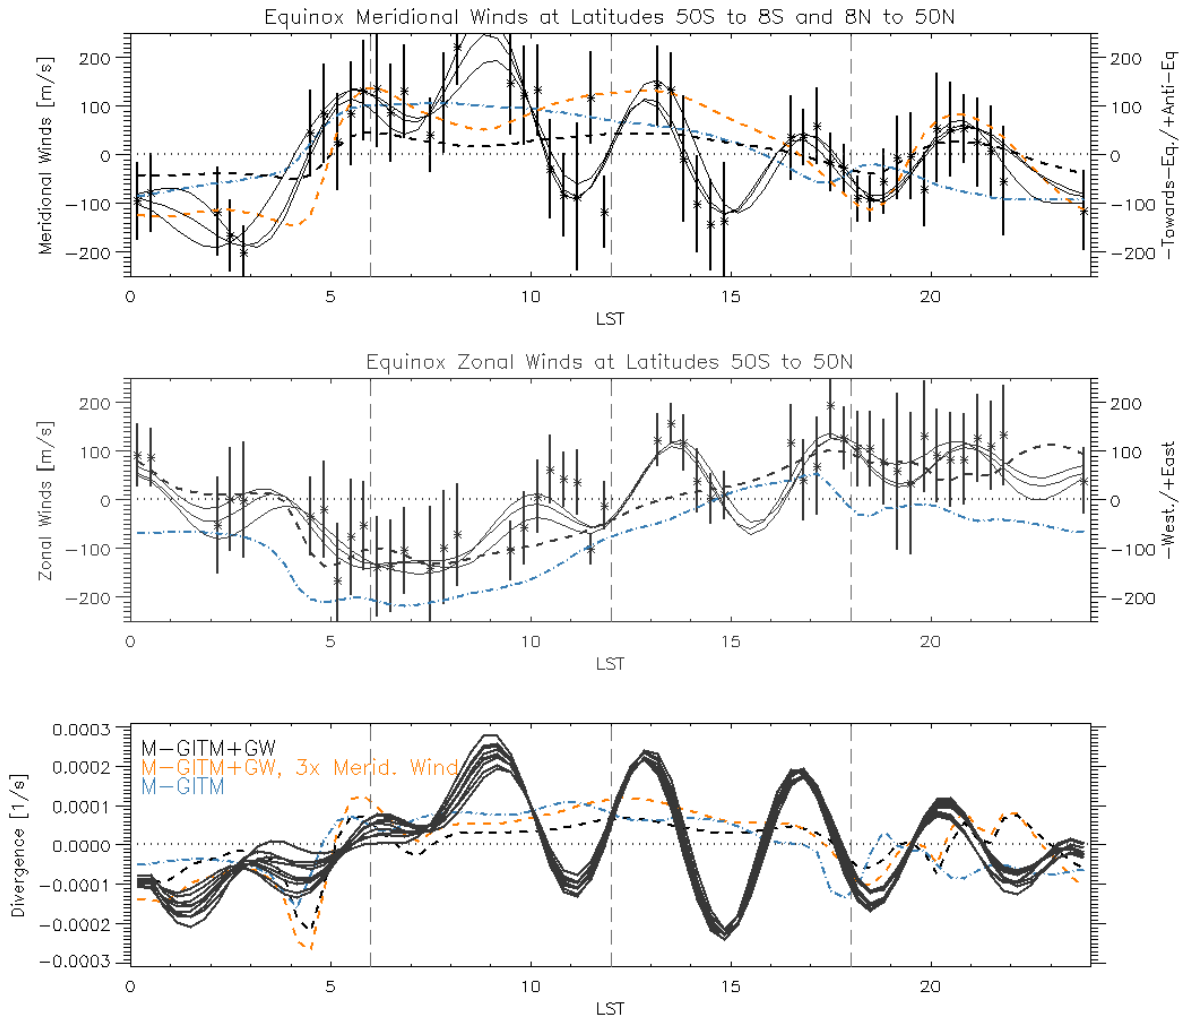 Equinox Meridional Winds at Latitudes 50S to 8S and 8N to 50N
Meridional Winds [m/s]
200
100
0
-100
-200
200
100
0
-100
-200
-Towards-Eq./+Anti-Eq
0 5 10 15 20
LST
Equinox Zonal Winds at Latitudes 50S to 50N
Zonal Winds [m/s]
200
100
0
-100
-200
200
100
0
-100
-200
-West./+East
0 5 10 15 20
LST
Divergence [1/s]
0.0003
0.0002
0.0001
0.0000
-0.0001
-0.0002
-0.0003
M-GITM+GW
M-GITM+GW, 3x Merid. Wind
M-GITM
0 5 10 15 20
LST